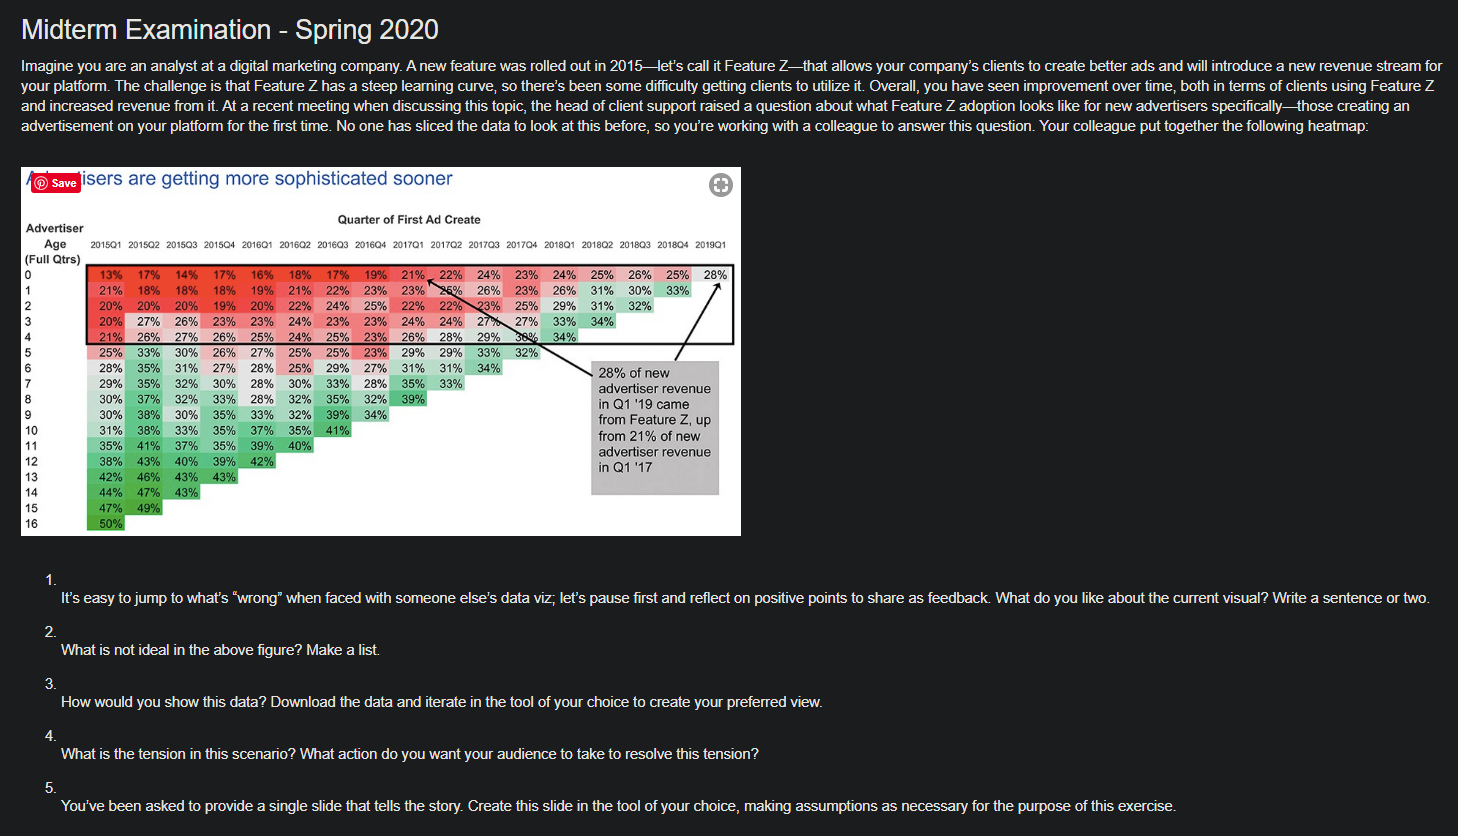 Midterm Examination - Spring 2020
Imagine you are an analyst at a digital marketing company. A new feature was rolled out in 2015—let's call it Feature Z—that allows your company's clients to create better ads and will introduce a new revenue stream for
your platform. The challenge is that Feature Z has a steep learning curve, so there's been some difficulty getting clients to utilize it. Overall, you have seen improvement over time, both in terms of clients using Feature Z
and increased revenue from it. At a recent meeting when discussing this topic, the head of client support raised a question about what Feature Z adoption looks like for new advertisers specifically—those creating an
advertisement on your platform for the first time. No one has sliced the data to look at this before, so you're working with a colleague to answer this question. Your colleague put together the following heatmap:
Save isers are getting more sophisticated sooner
Quarter of First Ad Create
Advertiser
Age
(Full Qtrs)
2015Q1 2015Q2 2015Q3 2015Q4 2016Q1 2016Q2 2016Q3 2016Q4 2017Q1 2017Q2 2017Q3 2017Q4 2018Q1 2018Q2 2018Q3 2018Q4 2019Q1
0 13% 17% 14% 17% 16% 18% 17% 19% 21% 22% 24% 23% 24% 25% 26% 25% 28%
1 21% 18% 18% 18% 19% 21% 22% 23% 23% 26% 26% 23% 26% 31% 30% 33%
2 20% 20% 20% 19% 20% 22% 24% 25% 22% 22% 23% 25% 29% 31% 32%
3 20% 27% 26% 23% 23% 24% 23% 23% 24% 24% 27% 27% 33% 34%
4 21% 26% 27% 26% 25% 24% 25% 23% 26% 28% 29% 30% 34%
5 25% 33% 30% 26% 27% 25% 25% 23% 29% 29% 33% 32%
6 28% 35% 31% 27% 28% 25% 29% 27% 31% 31% 34%
7 29% 35% 32% 30% 28% 30% 33% 28% 35% 33%
8 30% 37% 32% 33% 28% 32% 35% 32% 39%
9 30% 38% 30% 35% 33% 32% 39% 34%
10 31% 38% 33% 35% 37% 35% 41%
11 35% 41% 37% 35% 39% 40%
12 38% 43% 40% 39% 42%
13 42% 46% 43% 43%
14 44% 47% 43%
15 47% 49%
16 50%
28% of new
advertiser revenue
in Q1 '19 came
from Feature Z, up
from 21% of new
advertiser revenue
in Q1 '17
1.
It's easy to jump to what's "wrong" when faced with someone else's data viz; let's pause first and reflect on positive points to share as feedback. What do you like about the current visual? Write a sentence or two.
2.
What is not ideal in the above figure? Make a list.
3.
How would you show this data? Download the data and iterate in the tool of your choice to create your preferred view.
4.
What is the tension in this scenario? What action do you want your audience to take to resolve this tension?
5.
You've been asked to provide a single slide that tells the story. Create this slide in the tool of your choice, making assumptions as necessary for the purpose of this exercise.